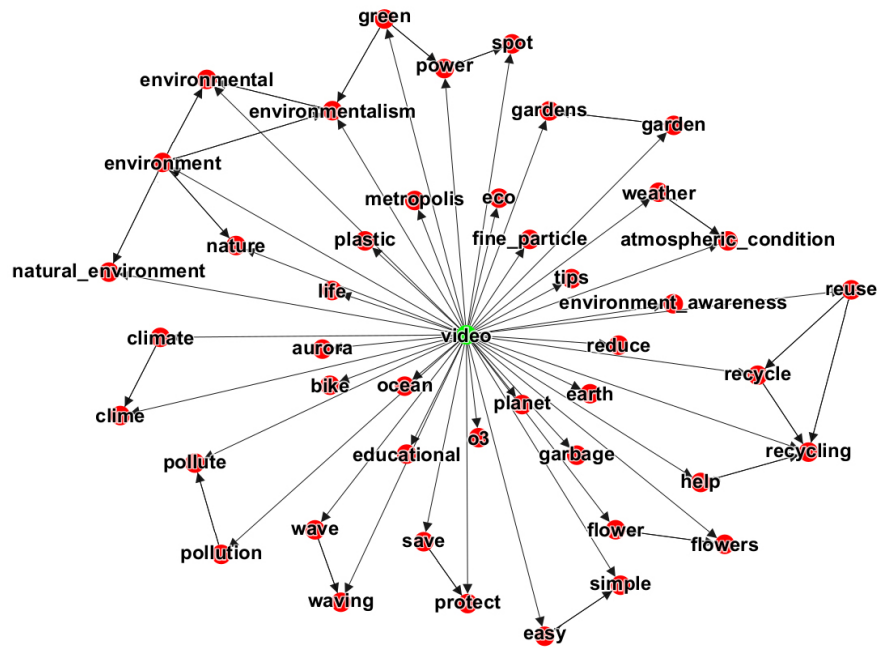 green
spot
power
environmental
environmentalism
gardens
garden
environment
metropolis
eco
weather
nature
plastic
fine_particle
atmospheric_condition
natural_environment
life
tips
environment_awareness
reuse
climate
aurora
video
reduce
bike
ocean
planet
earth
recycle
clime
pollute
educational
o3
garbage
recycling
help
wave
save
flower
flowers
pollution
waving
protect
simple
easy